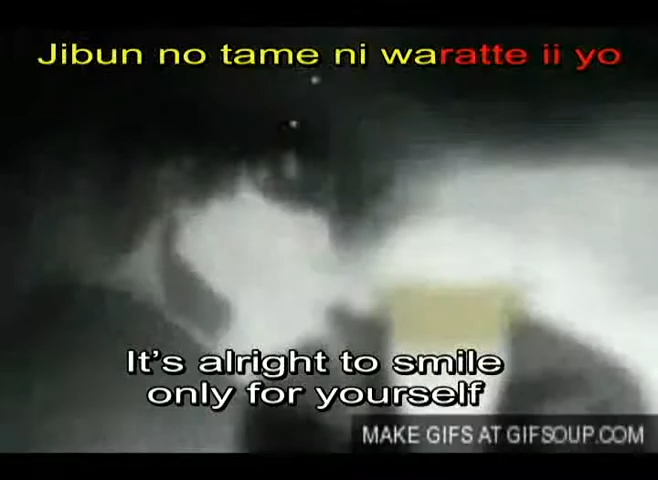 Jibun no tame ni waratte ii yo
It's alright to smile
only for yourself
MAKE GIFS AT GIFSOUP.COM